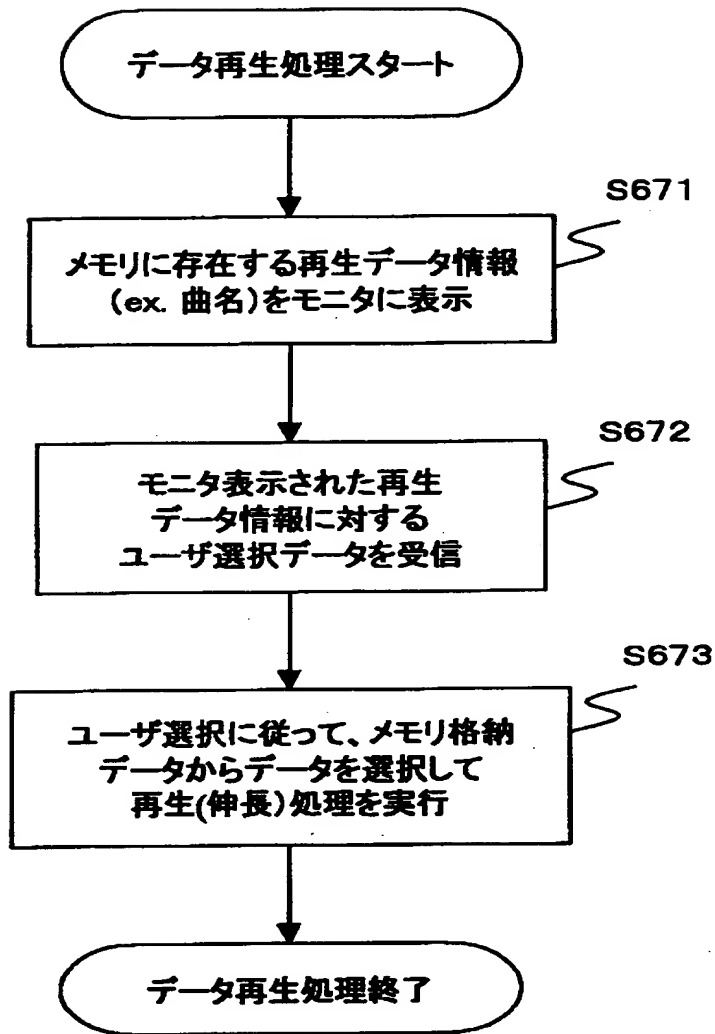 データ再生処理スタート
S671
メモリに存在する再生データ情報
(ex. 曲名)をモニタに表示
S672
モニタ表示された再生
データ情報に対する
ユーザ選択データを受信
S673
ユーザ選択に従って、メモリ格納
データからデータを選択して
再生(伸長)処理を実行
データ再生処理終了